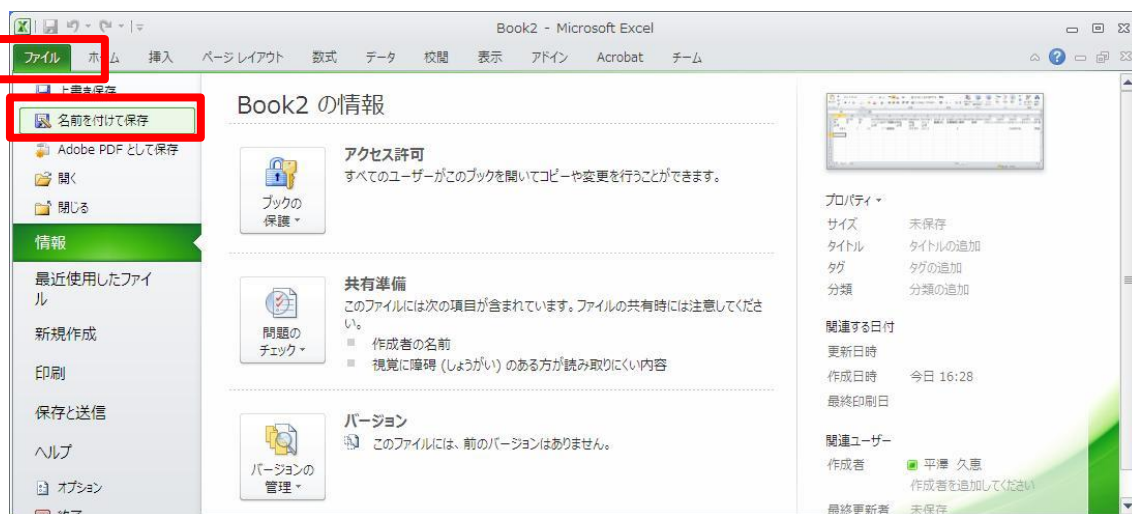 Book2 - Microsoft Excel
ファイル ホーム 挿入 ページレイアウト 数式 データ 校閲 表示 アドイン Acrobat チーム
上書き保存
名前を付けて保存
Adobe PDF として保存
開く
閉じる
情報
最近使用したファイ
ル
新規作成
印刷
保存と送信
ヘルプ
オプション
終了
Book2 の情報
ブックの
保護
アクセス許可
すべてのユーザーがこのブックを開いてコピーや変更を行うことができます。
問題の
チェック
共有準備
このファイルには次の項目が含まれています。ファイルの共有時には注意してくださ
い。
作成者の名前
視覚に障碍 (しょうがい) のある方が読み取りにくい内容
バージョンの
管理
バージョン
このファイルには、前のバージョンはありません。
プロパティ
サイズ 未保存
タイトル タイトルの追加
タグ タグの追加
分類 分類の追加
関連する日付
更新日時
作成日時 今日 16:28
最終印刷日
関連ユーザー
作成者 平澤 久恵
作成者を追加してください
最終更新者 未保存